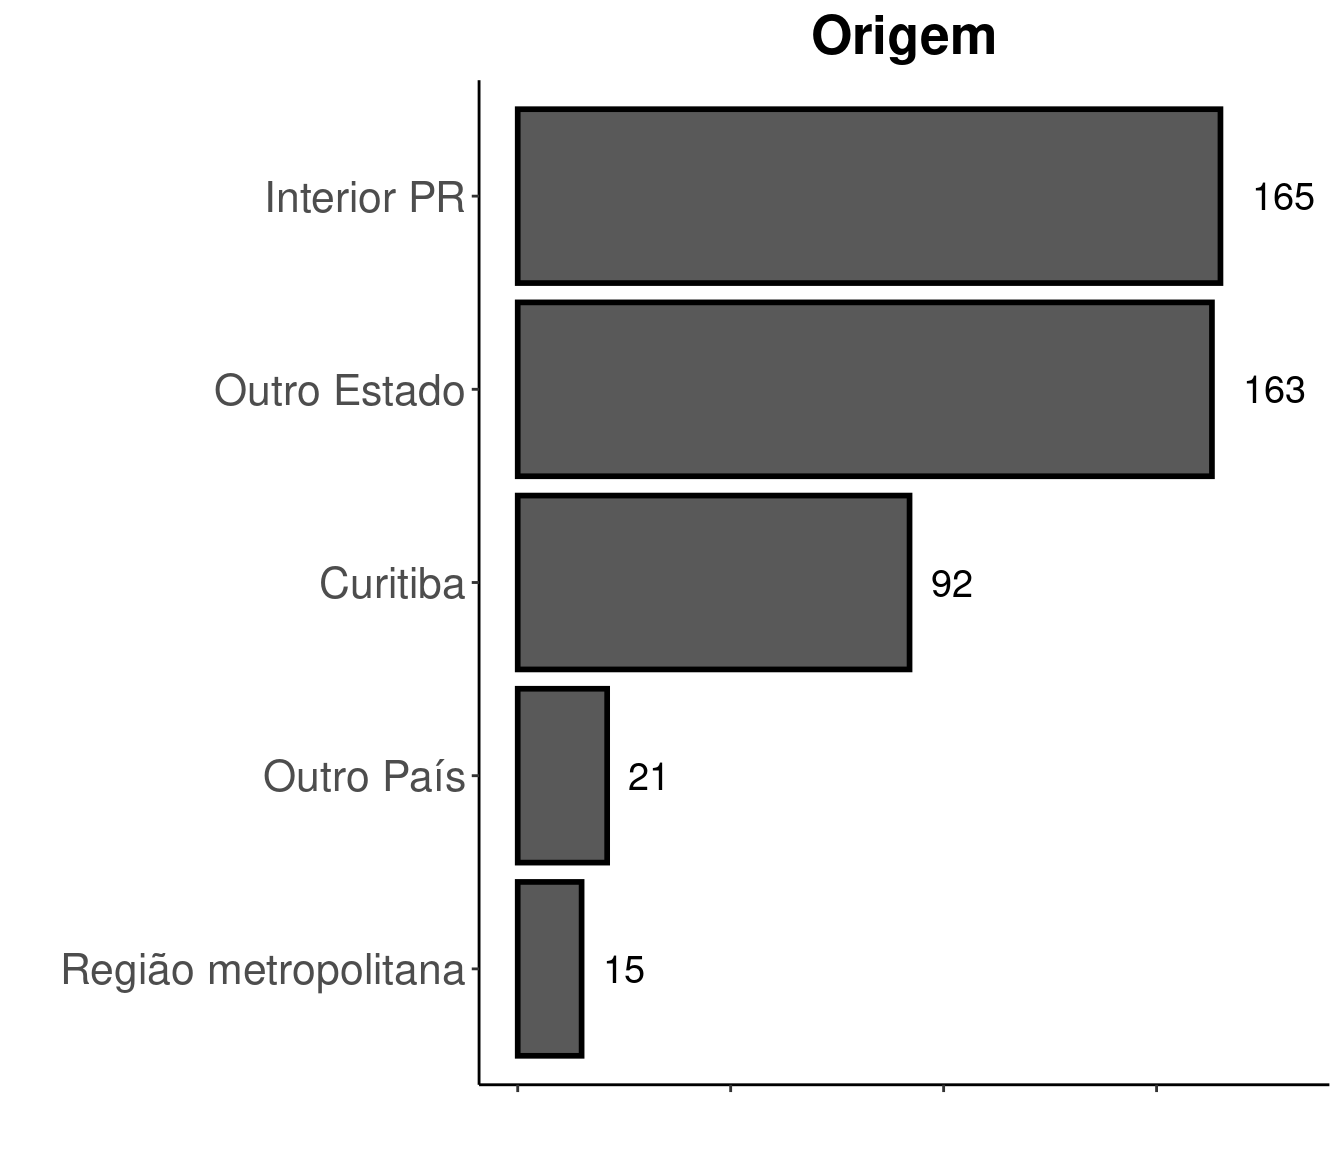 Origem
Interior PR 165
Outro Estado 163
Curitiba 92
Outro País 21
Região metropolitana 15